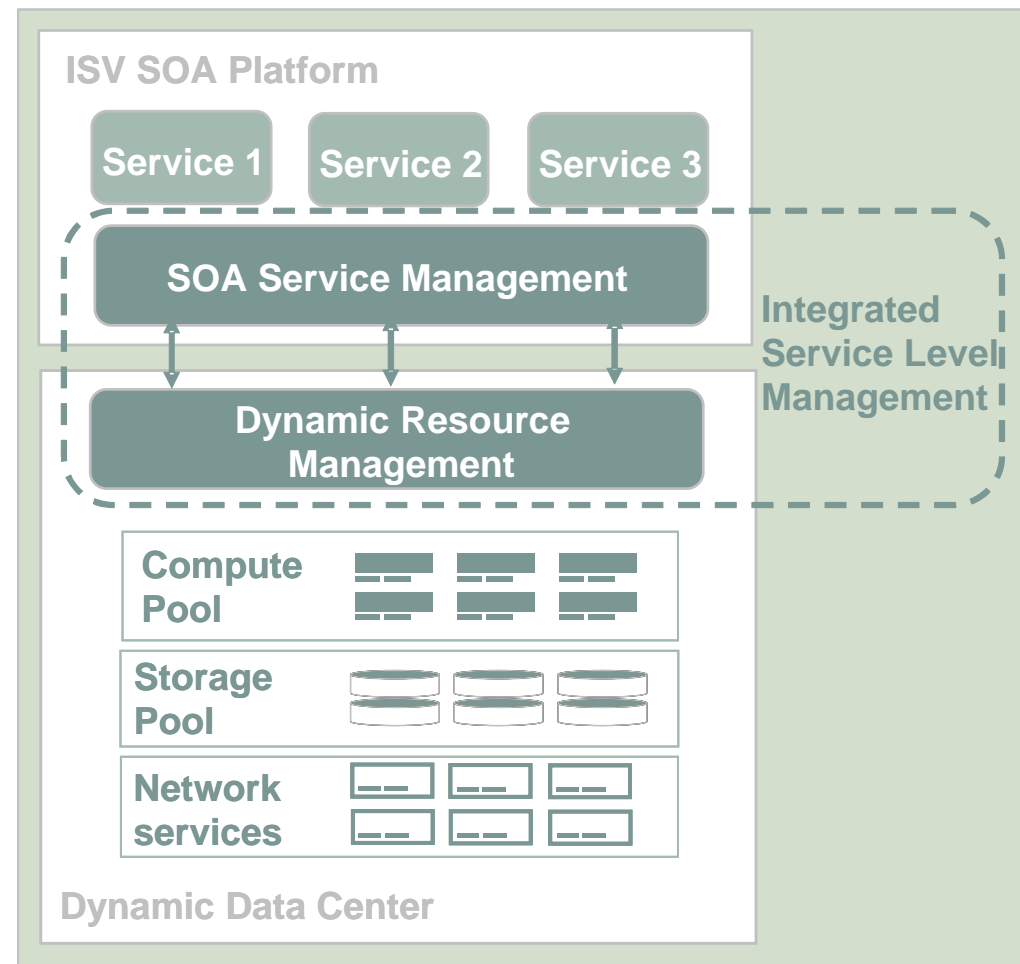 ISV SOA Platform
Service 1
Service 2
Service 3
SOA Service Management
Integrated
Service Level
Management
Dynamic Resource
Management
Compute
Pool
Storage
Pool
Network
services
Dynamic Data Center